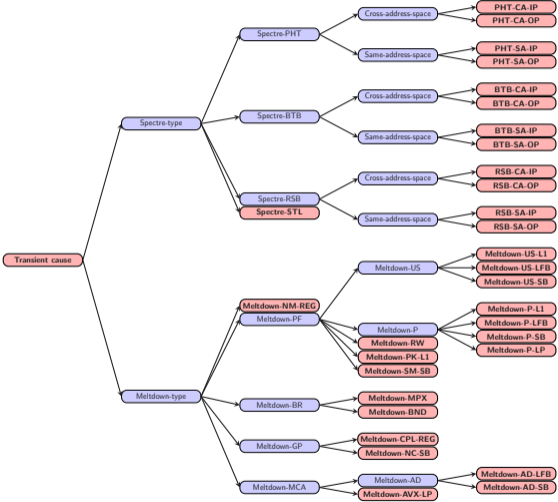 PHT-CA-IP
Cross-address-space
PHT-CA-OP
Spectre-PHT
PHT-SA-IP
Same-address-space
PHT-SA-OP
BTB-CA-IP
Cross-address-space
BTB-CA-OP
Spectre-BTB
Spectre-type
BTB-SA-IP
Same-address-space
BTB-SA-OP
RSB-CA-IP
Cross-address-space
RSB-CA-OP
Spectre-RSB
Spectre-STL
RSB-SA-IP
Same-address-space
RSB-SA-OP
Transient cause
Meltdown-US-L1
Meltdown-US
Meltdown-US-LFB
Meltdown-US-SB
Meltdown-NM-REG
Meltdown-PF
Meltdown-P-L1
Meltdown-P-LFB
Meltdown-P
Meltdown-P-SB
Meltdown-RW
Meltdown-P-LP
Meltdown-PK-L1
Meltdown-SM-SB
Meltdown-type
Meltdown-MPX
Meltdown-BR
Meltdown-BND
Meltdown-CPL-REG
Meltdown-GP
Meltdown-NC-SB
Meltdown-AD-LFB
Meltdown-AD
Meltdown-AD-SB
Meltdown-MCA
Meltdown-AVX-LP